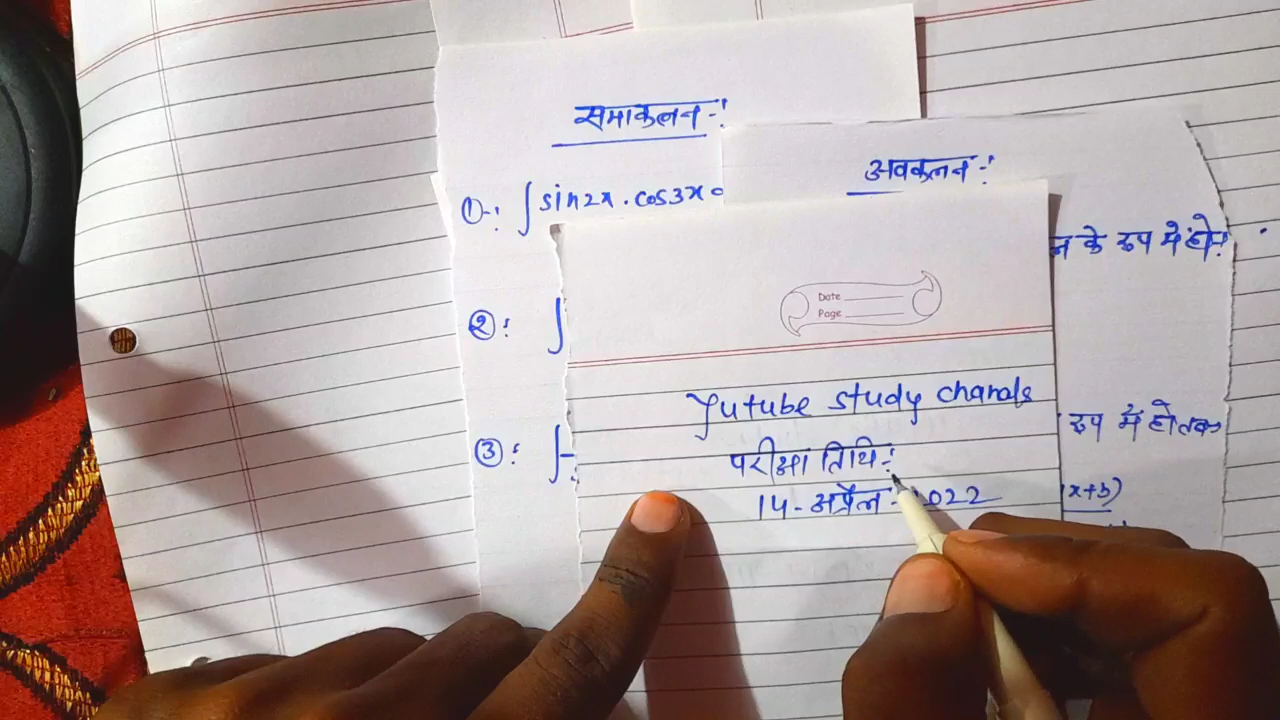 समाकलन-:
①-: ∫ sin2x . cos3x
अवकलन-:
न के रूप में हो-:
②: ∫
Date
Page
Yutube study chanals
③: ∫
रूप में हो तब
परीक्षा तिथि-:
14-अप्रैल-2022
(x+b)